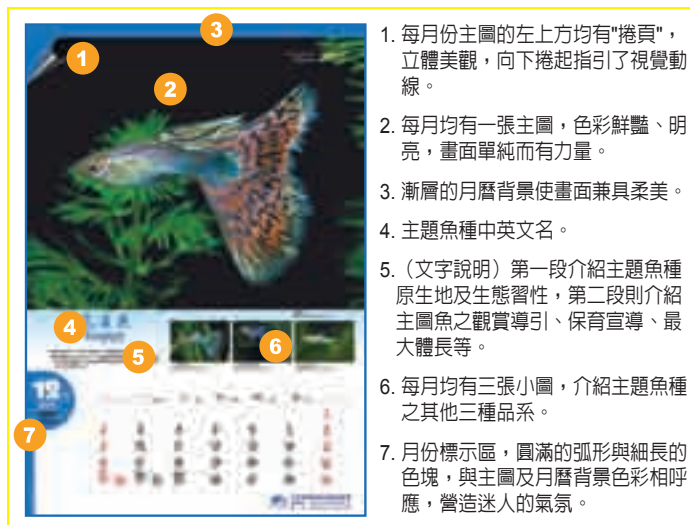 1. 每月份主圖的左上方均有"捲頁"，
立體美觀，向下捲起指引了視覺動
線。
2. 每月均有一張主圖，色彩鮮豔、明
亮，畫面單純而有力量。
3. 漸層的月曆背景使畫面兼具柔美。
4. 主題魚種中英文名。
5.（文字說明）第一段介紹主題魚種
原生地及生態習性，第二段則介紹
主圖魚之觀賞導引、保育宣導、最
大體長等。
6. 每月均有三張小圖，介紹主題魚種
之其他三種品系。
7. 月份標示區，圓滿的弧形與細長的
色塊，與主圖及月曆背景色彩相呼
應，營造迷人的氣氛。
3
1
2
4
5
6
12
7